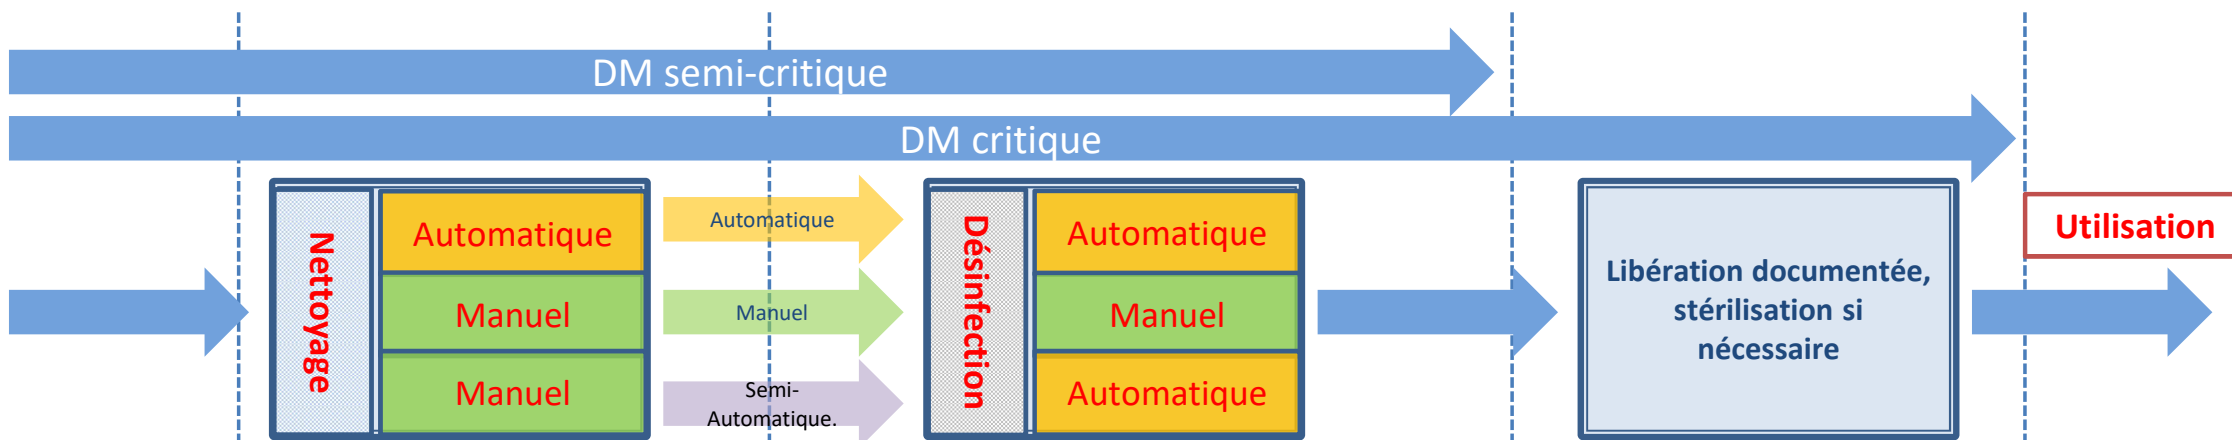 DM semi-critique
DM critique
Nettoyage
Automatique
Manuel
Manuel
Automatique
Manuel
Semi-
Automatique.
Désinfection
Automatique
Manuel
Automatique
Libération documentée,
stérilisation si
nécessaire
Utilisation